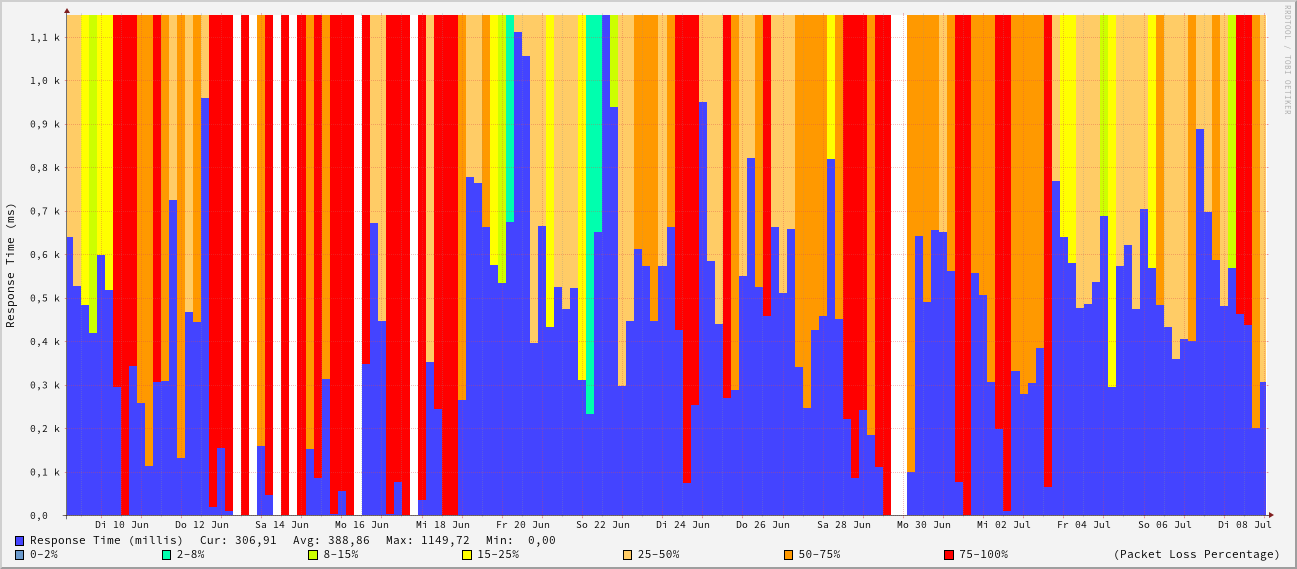 RRDTOOL / TOBI OETIKER
Response Time (ms)
1,1 k
1,0 k
0,9 k
0,8 k
0,7 k
0,6 k
0,5 k
0,4 k
0,3 k
0,2 k
0,1 k
0,0
Di 10 Jun Do 12 Jun Sa 14 Jun Mo 16 Jun Mi 18 Jun Fr 20 Jun So 22 Jun Di 24 Jun Do 26 Jun Sa 28 Jun Mo 30 Jun Mi 02 Jul Fr 04 Jul So 06 Jul Di 08 Jul
Response Time (millis) Cur: 306,91 Avg: 388,86 Max: 1149,72 Min: 0,00
0-2% 2-8% 8-15% 15-25% 25-50% 50-75% 75-100% (Packet Loss Percentage)